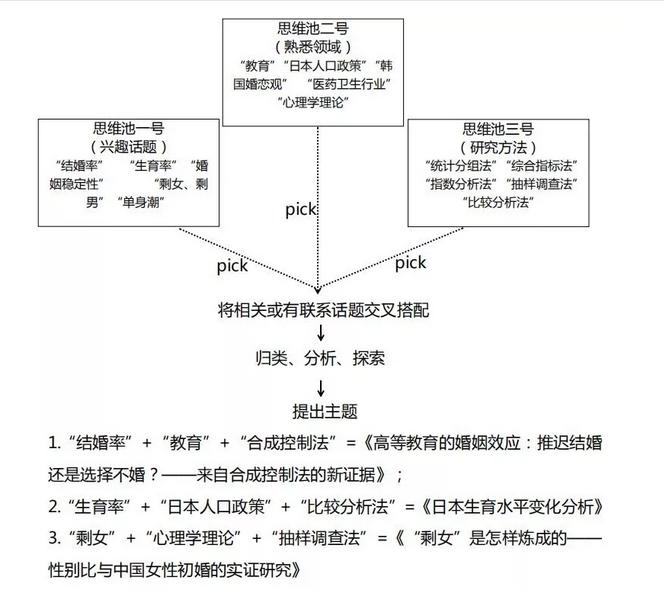 思维池二号
（熟悉领域）
“教育”“日本人口政策”“韩
国婚恋观” “医药卫生行业”
“心理学理论”
思维池一号
（兴趣话题）
“结婚率” “生育率” “婚
姻稳定性” “剩女、剩
男” “单身潮”
思维池三号
（研究方法）
“统计分组法”“综合指标法”
“指数分析法”“抽样调查法”
“比较分析法”
pick
pick
pick
将相关或有联系话题交叉搭配
归类、分析、探索
提出主题
1.“结婚率”+“教育”+“合成控制法”=《高等教育的婚姻效应：推迟结婚
还是选择不婚？——来自合成控制法的新证据》；
2.“生育率”+“日本人口政策”+“比较分析法”=《日本生育水平变化分析》
3.“剩女”+“心理学理论”+“抽样调查法”=《“剩女”是怎样炼成的——
性别比与中国女性初婚的实证研究》